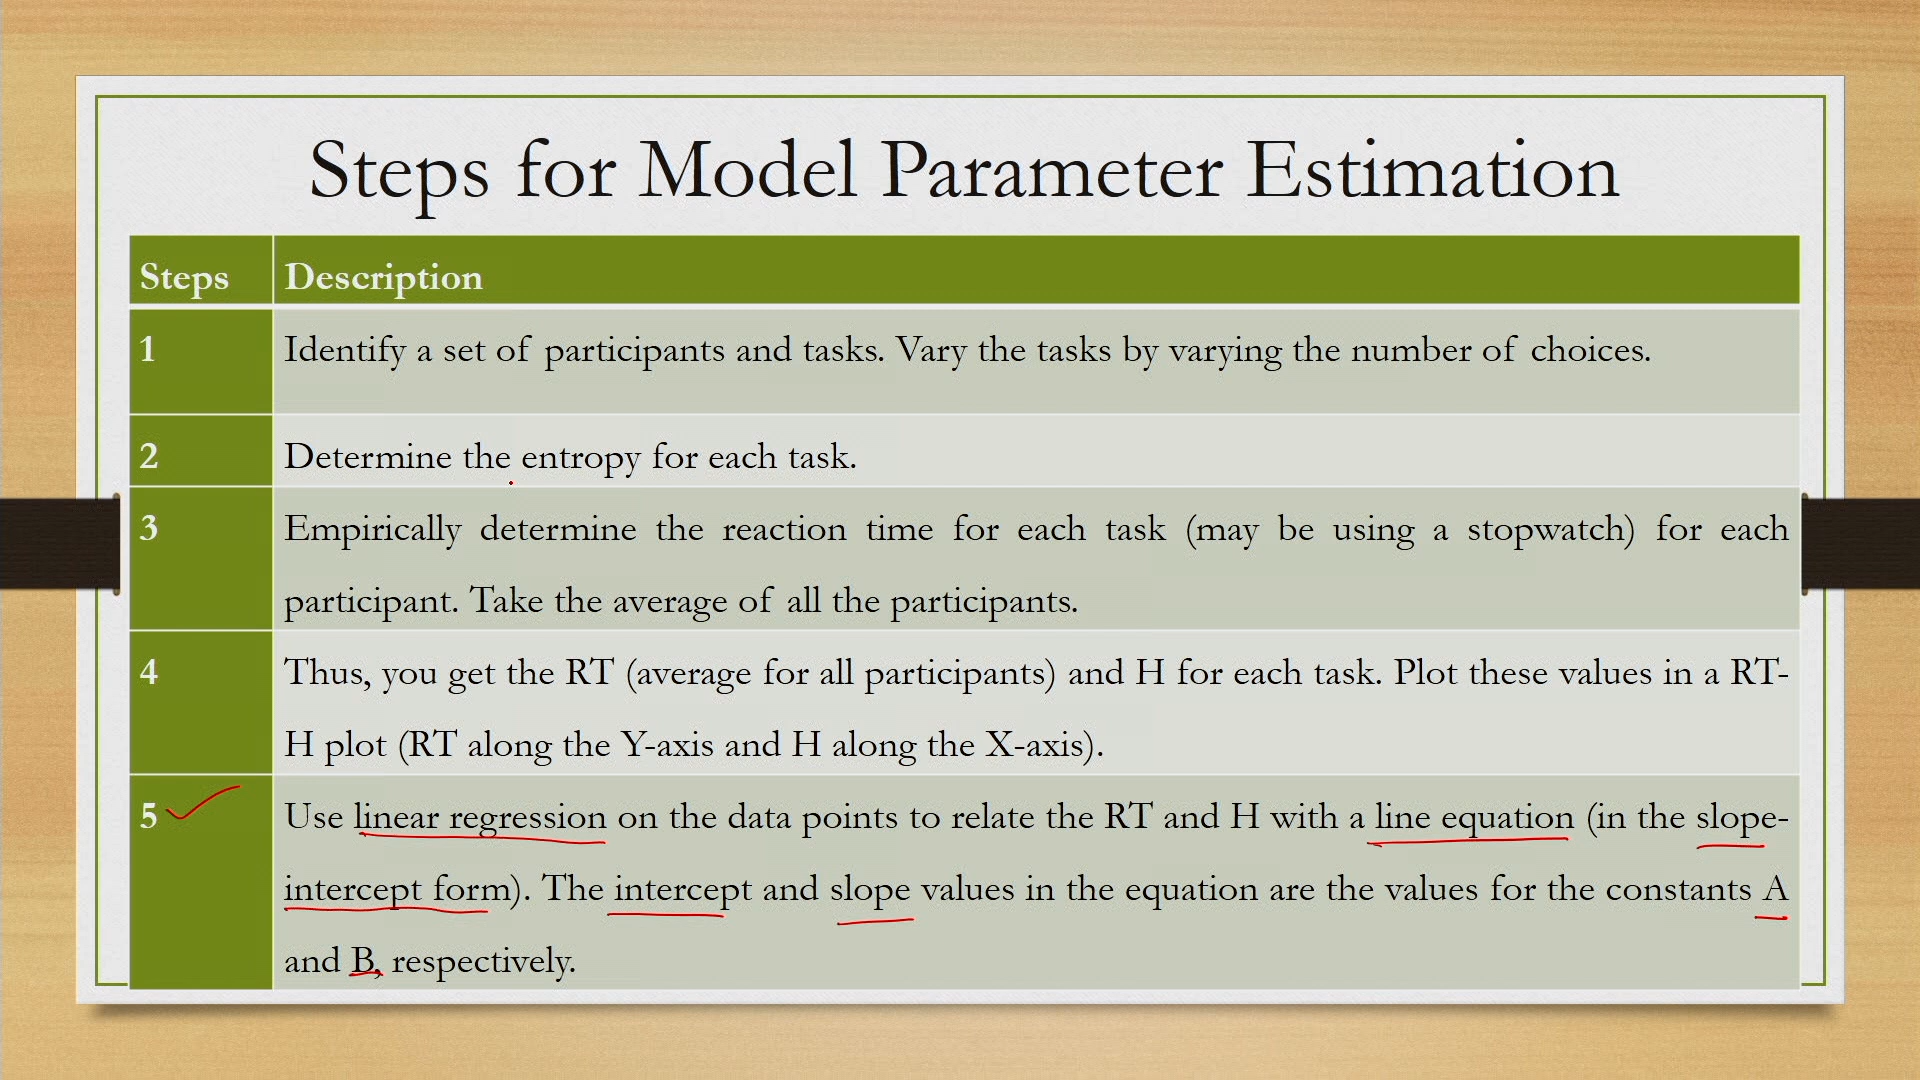 Steps for Model Parameter Estimation
Steps Description
1 Identify a set of participants and tasks. Vary the tasks by varying the number of choices.
2 Determine the entropy for each task.
3 Empirically determine the reaction time for each task (may be using a stopwatch) for each
participant. Take the average of all the participants.
4 Thus, you get the RT (average for all participants) and H for each task. Plot these values in a RT-
H plot (RT along the Y-axis and H along the X-axis).
5 Use linear regression on the data points to relate the RT and H with a line equation (in the slope-
intercept form). The intercept and slope values in the equation are the values for the constants A
and B, respectively.